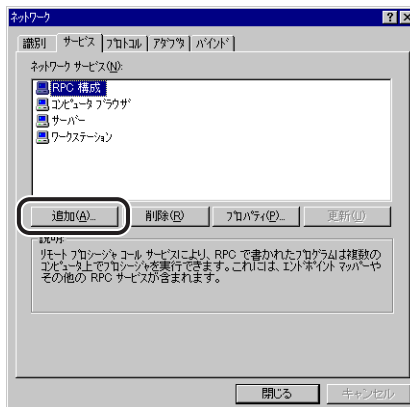 ネットワーク
識別 サービス プロトコル アダプタ バインド
ネットワーク サービス(N):
RPC 構成
コンピュータ ブラウザ
サーバー
ワークステーション
追加(A)... 削除(R) プロパティ(P)... 更新(U)
説明:
リモート プロシージャ コール サービスにより、RPC で書かれたプログラムは複数の
コンピュータ上でプロシージャを実行できます。これには、エンドポイント マッパーや
その他の RPC サービスが含まれます。
閉じる キャンセル